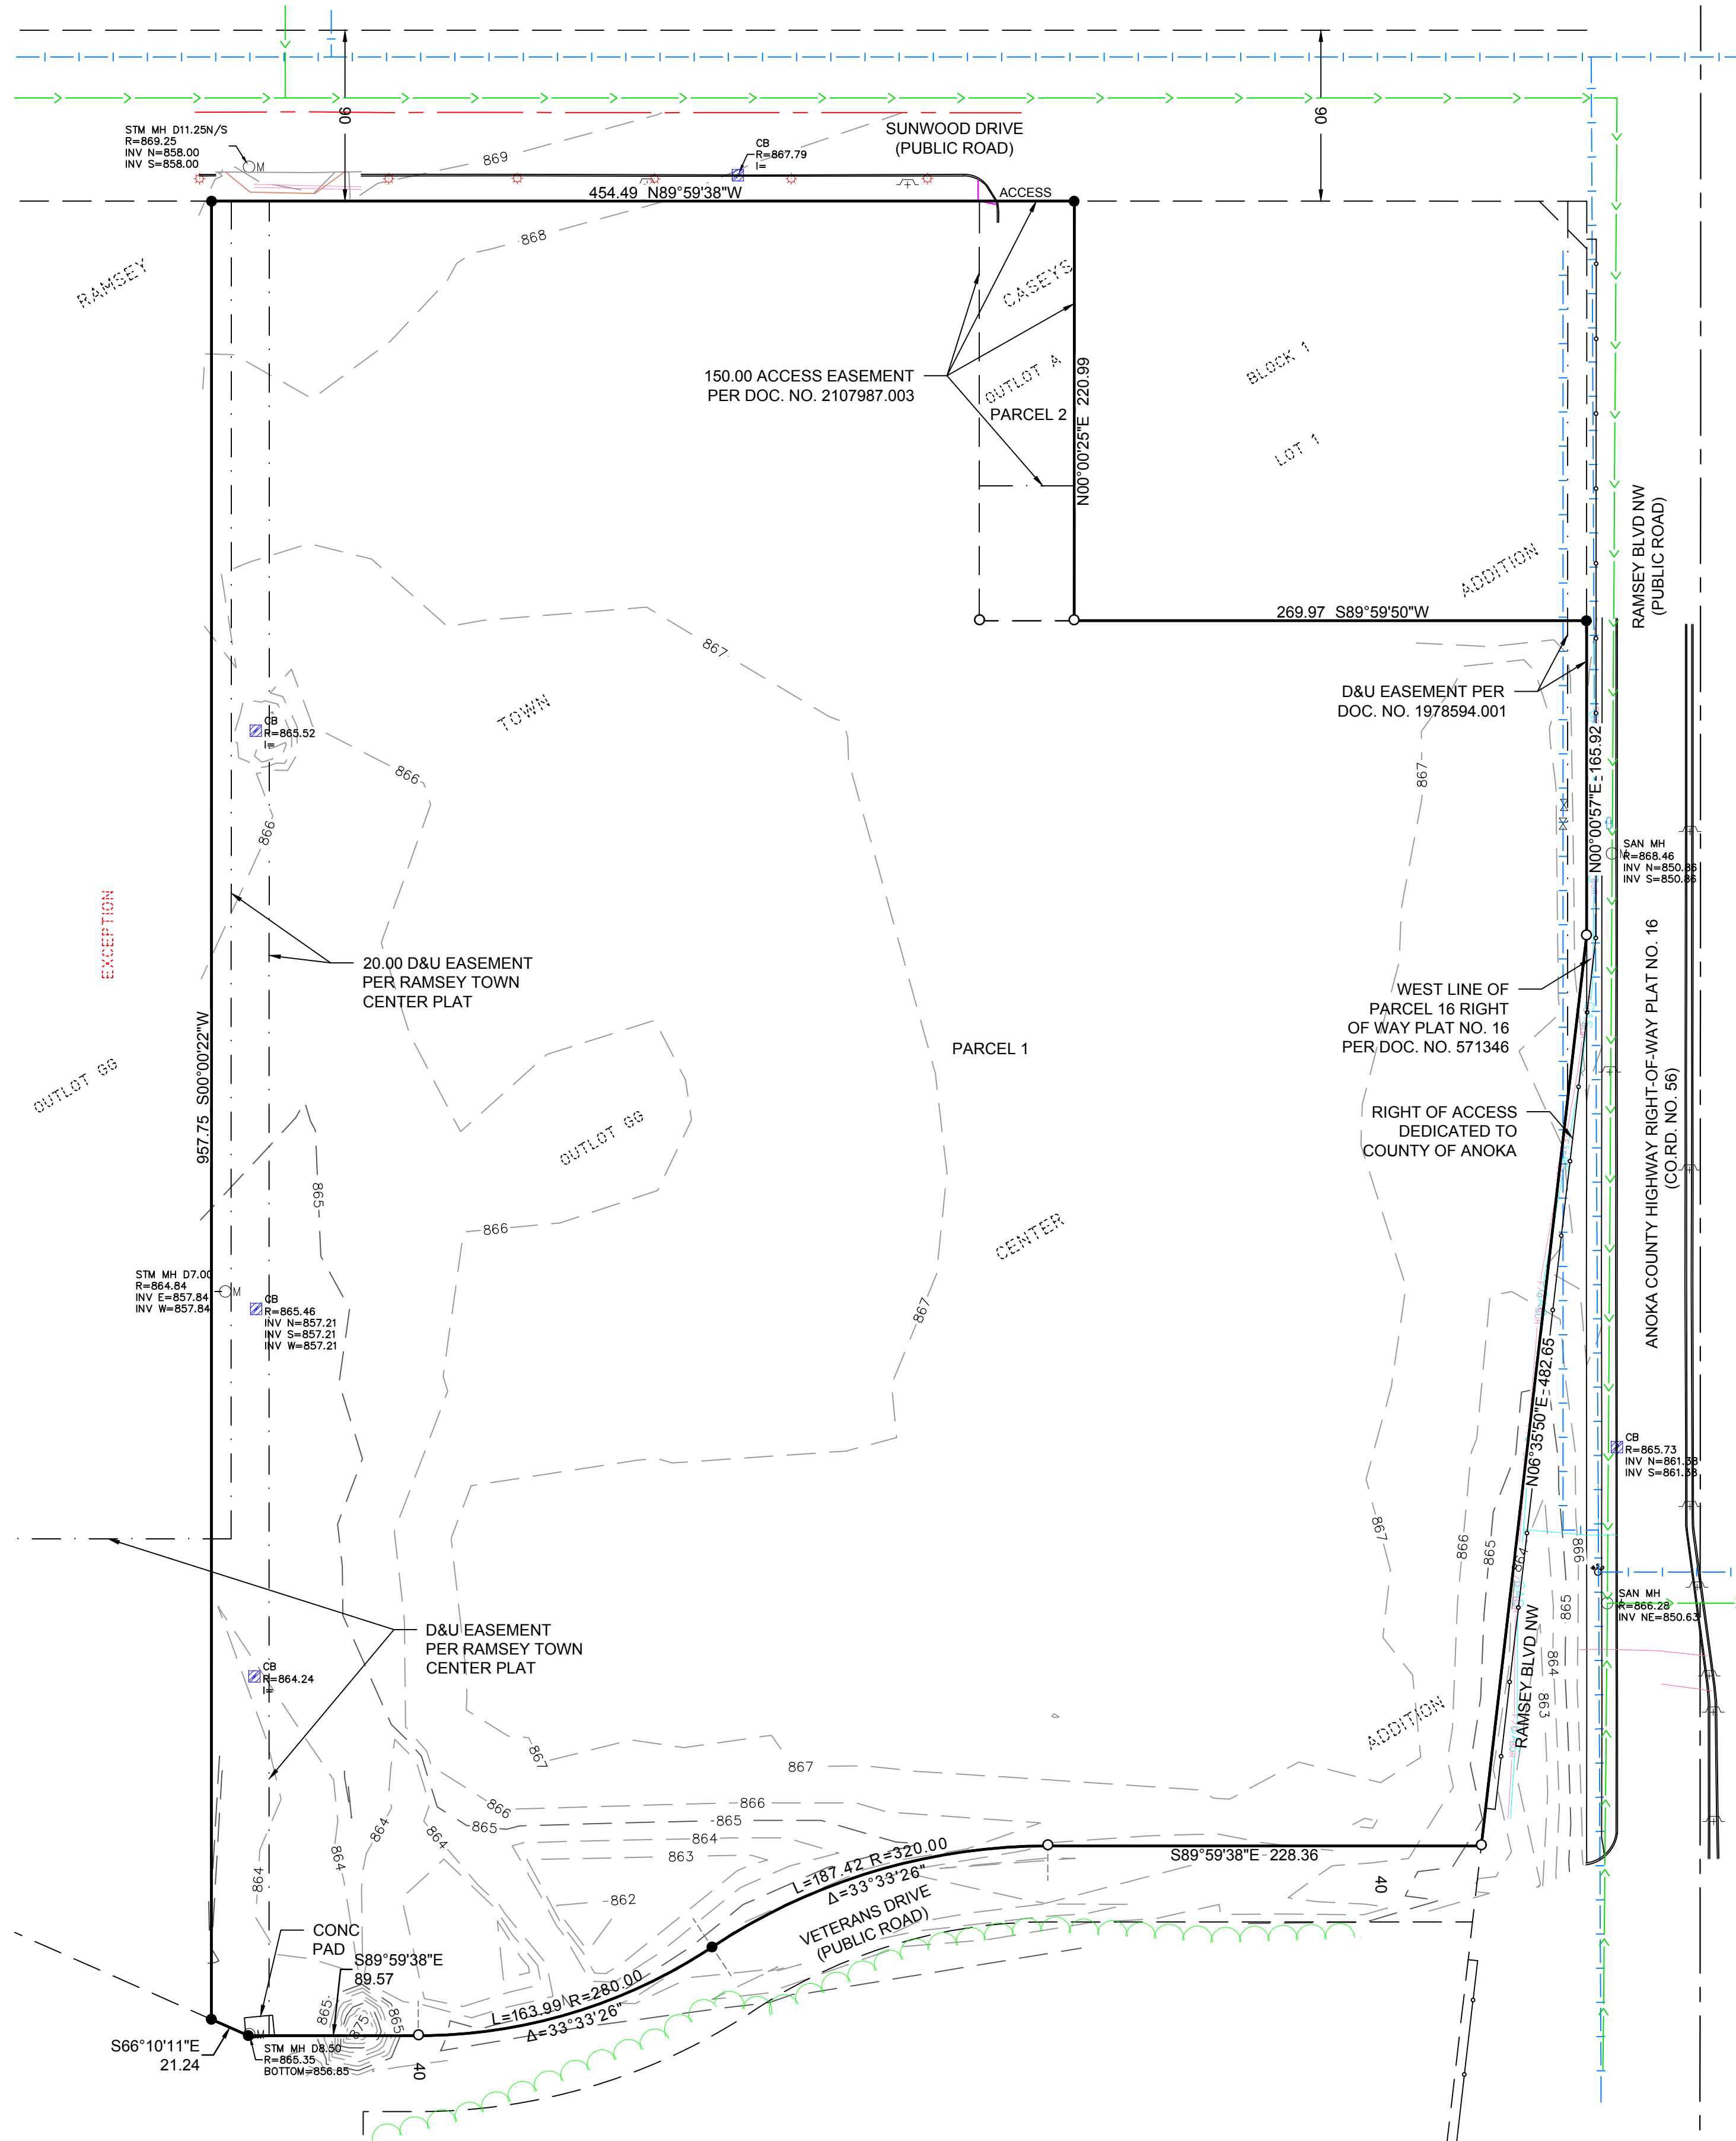 90
90
STM MH D11.25N/S
R=869.25
INV N=858.00
INV S=858.00
869
CB
R=867.79
I=
SUNWOOD DRIVE
(PUBLIC ROAD)
454.49 N89°59'38"W
ACCESS
868
RAMSEY
CASEYS
OUTLOT A
BLOCK 1
LOT 1
150.00 ACCESS EASEMENT
PER DOC. NO. 2107987.003
PARCEL 2
N00°00'25"E 220.99
ADDITION
RAMSEY BLVD NW
(PUBLIC ROAD)
269.97 S89°59'50"W
867
TOWN
D&U EASEMENT PER
DOC. NO. 1978594.001
CB
R=865.52
I=
866
866
867
N00°00'57"E 165.92
SAN MH
R=868.46
INV N=850.86
INV S=850.86
EXCEPTION
20.00 D&U EASEMENT
PER RAMSEY TOWN
CENTER PLAT
WEST LINE OF
PARCEL 16 RIGHT
OF WAY PLAT NO. 16
PER DOC. NO. 571346
PARCEL 1
957.75 S00°00'22"W
OUTLOT GG
OUTLOT GG
RIGHT OF ACCESS
DEDICATED TO
COUNTY OF ANOKA
ANOKA COUNTY HIGHWAY RIGHT-OF-WAY PLAT NO. 16
(CO.RD. NO. 56)
865
866
CENTER
STM MH D7.00
R=864.84
INV E=857.84
INV W=857.84
M
CB
R=865.46
INV N=857.21
INV S=857.21
INV W=857.21
867
N06°35'50"E 482.65
CB
R=865.73
INV N=861.38
INV S=861.38
867
866
865
864
866
865
864
863
SAN MH
R=866.28
INV NE=850.63
D&U EASEMENT
PER RAMSEY TOWN
CENTER PLAT
CB
R=864.24
I=
RAMSEY BLVD NW
ADDITION
867
867
866
866
865
865
864
863
862
864
864
864
864
L=187.42 R=320.00
Δ=33°33'26"
S89°59'38"E 228.36
40
VETERANS DRIVE
(PUBLIC ROAD)
CONC
PAD
S89°59'38"E
89.57
865
875
865
L=163.99 R=280.00
Δ=33°33'26"
S66°10'11"E
21.24
STM MH D8.50
R=865.35
BOTTOM=856.85
40